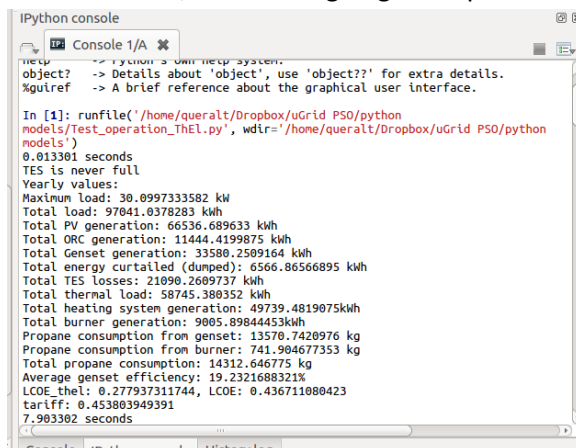 IPython console
IP: Console 1/A
help -> Python's own help system.
object? -> Details about 'object', use 'object??' for extra details.
%guiref -> A brief reference about the graphical user interface.
In [1]: runfile('/home/queralt/Dropbox/uGrid PSO/python
models/Test_operation_ThEl.py', wdir='/home/queralt/Dropbox/uGrid PSO/python
models')
0.013301 seconds
TES is never full
Yearly values:
Maximum load: 30.0997333582 kW
Total load: 97041.0378283 kWh
Total PV generation: 66536.689633 kWh
Total ORC generation: 11444.4199875 kWh
Total Genset generation: 33580.2509164 kWh
Total energy curtailed (dumped): 6566.86566895 kWh
Total TES losses: 21090.2609737 kWh
Total thermal load: 58745.380352 kWh
Total heating system generation: 49739.4819075kWh
Total burner generation: 9005.89844453kWh
Propane consumption from genset: 13570.7420976 kg
Propane consumption from burner: 741.904677353 kg
Total propane consumption: 14312.646775 kg
Average genset efficiency: 19.2321688321%
LCOE_thel: 0.277937311744, LCOE: 0.436711080423
tariff: 0.453803949391
7.903302 seconds